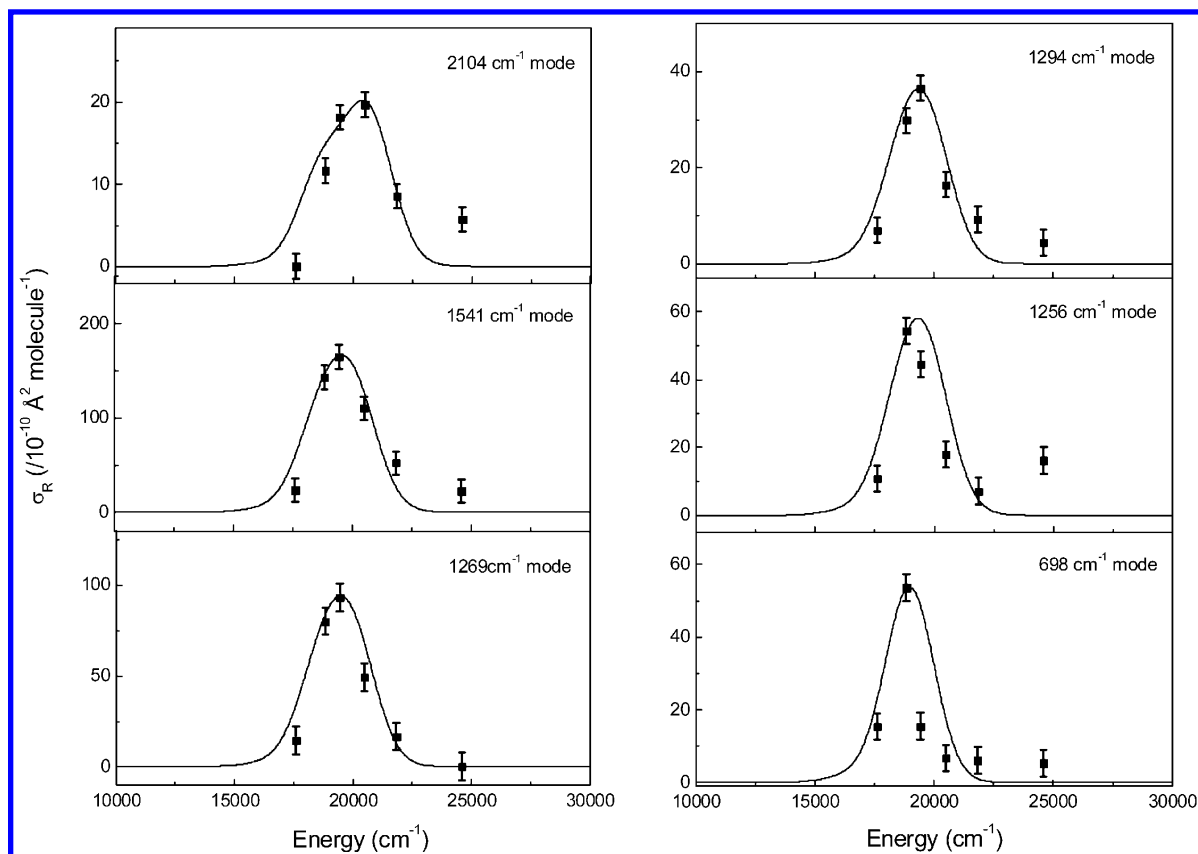 2104 cm⁻¹ mode
20
10
0
1541 cm⁻¹ mode
200
100
0
1269cm⁻¹ mode
100
50
0
10000 15000 20000 25000 30000
Energy (cm⁻¹)
σ_R (/10⁻¹⁰ Å² molecule⁻¹)
1294 cm⁻¹ mode
40
20
0
1256 cm⁻¹ mode
60
40
20
0
698 cm⁻¹ mode
60
40
20
0
10000 15000 20000 25000 30000
Energy (cm⁻¹)